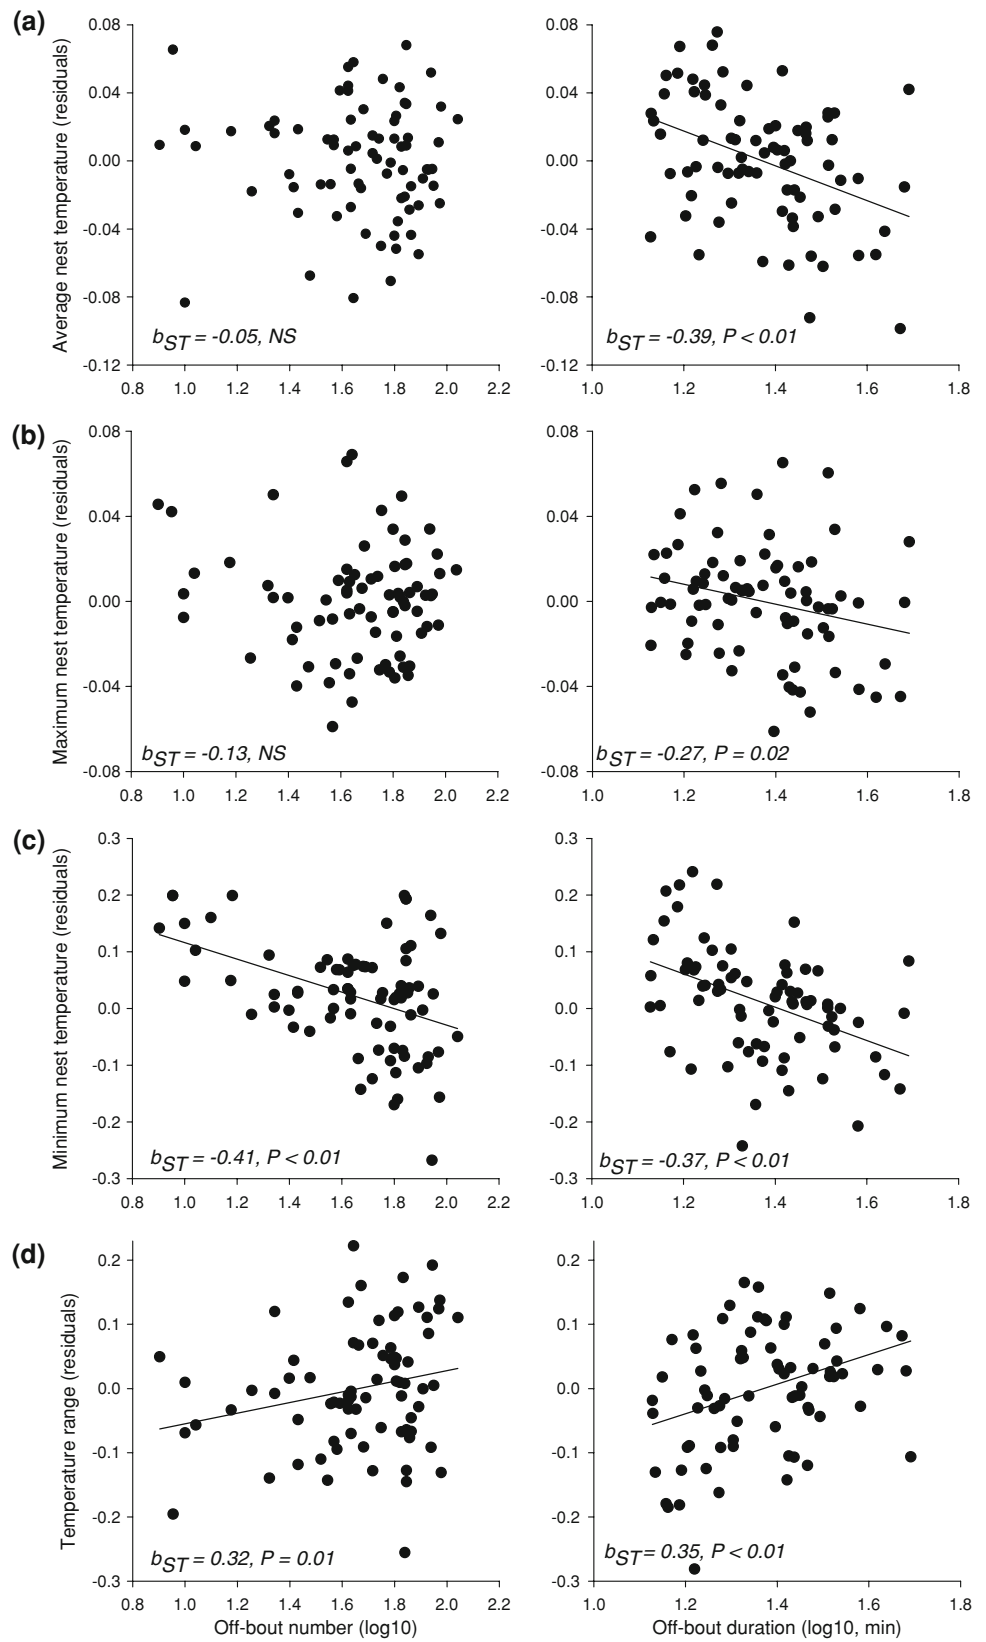 (a)
Average nest temperature (residuals)
0.08
0.04
0.00
-0.04
-0.08
-0.12
bST = -0.05, NS
0.8 1.0 1.2 1.4 1.6 1.8 2.0 2.2
0.08
0.04
0.00
-0.04
-0.08
-0.12
bST = -0.39, P < 0.01
1.0 1.2 1.4 1.6 1.8
(b)
Maximum nest temperature (residuals)
0.08
0.04
0.00
-0.04
-0.08
bST = -0.13, NS
0.8 1.0 1.2 1.4 1.6 1.8 2.0 2.2
0.08
0.04
0.00
-0.04
-0.08
bST = -0.27, P = 0.02
1.0 1.2 1.4 1.6 1.8
(c)
Minimum nest temperature (residuals)
0.3
0.2
0.1
0.0
-0.1
-0.2
-0.3
bST = -0.41, P < 0.01
0.8 1.0 1.2 1.4 1.6 1.8 2.0 2.2
0.3
0.2
0.1
0.0
-0.1
-0.2
-0.3
bST = -0.37, P < 0.01
1.0 1.2 1.4 1.6 1.8
(d)
Temperature range (residuals)
0.2
0.1
0.0
-0.1
-0.2
-0.3
bST = 0.32, P = 0.01
0.8 1.0 1.2 1.4 1.6 1.8 2.0 2.2
Off-bout number (log10)
0.2
0.1
0.0
-0.1
-0.2
-0.3
bST = 0.35, P < 0.01
1.0 1.2 1.4 1.6 1.8
Off-bout duration (log10, min)